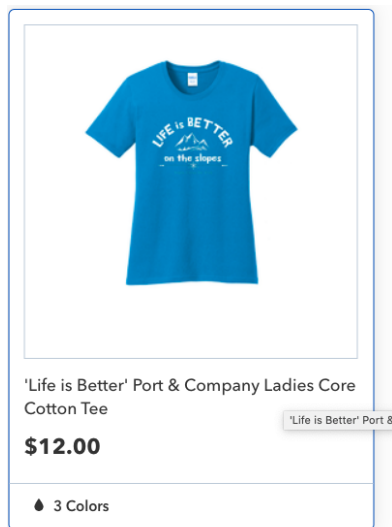 LIFE is BETTER
on the slopes
'Life is Better' Port & Company Ladies Core
Cotton Tee
'Life is Better' Port &
$12.00
3 Colors